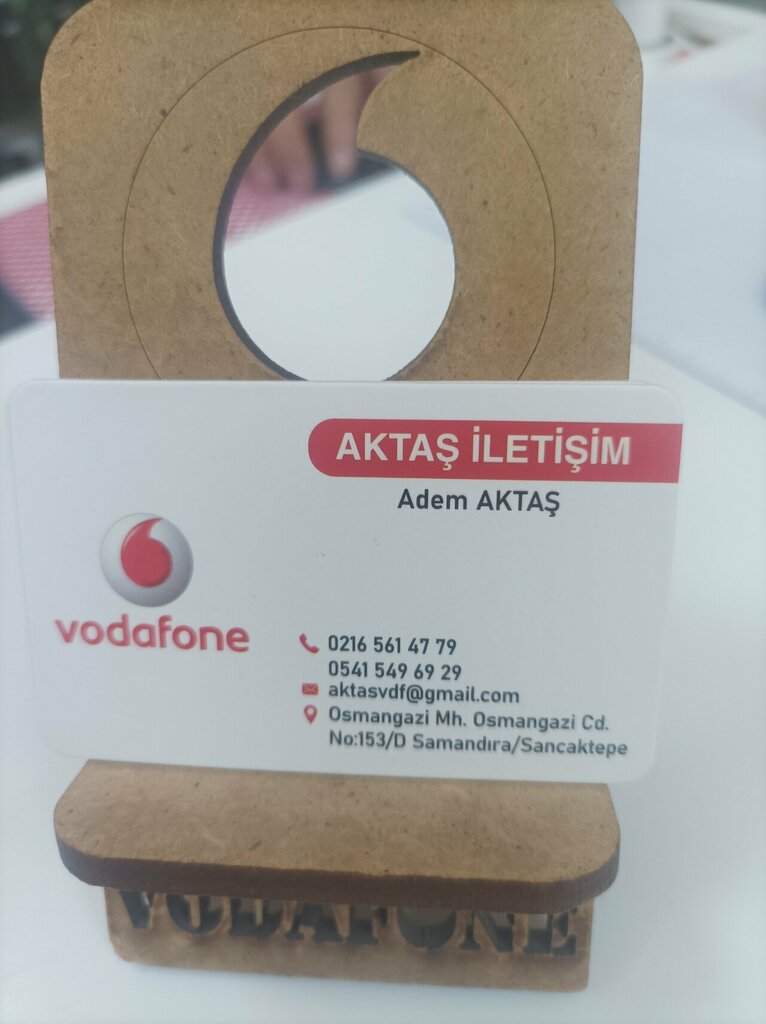 AKTAŞ İLETİŞİM
Adem AKTAŞ
vodafone
0216 561 47 79
0541 549 69 29
aktasvdf@gmail.com
Osmangazi Mh. Osmangazi Cd.
No:153/D Samandıra/Sancaktepe
VODAFONE